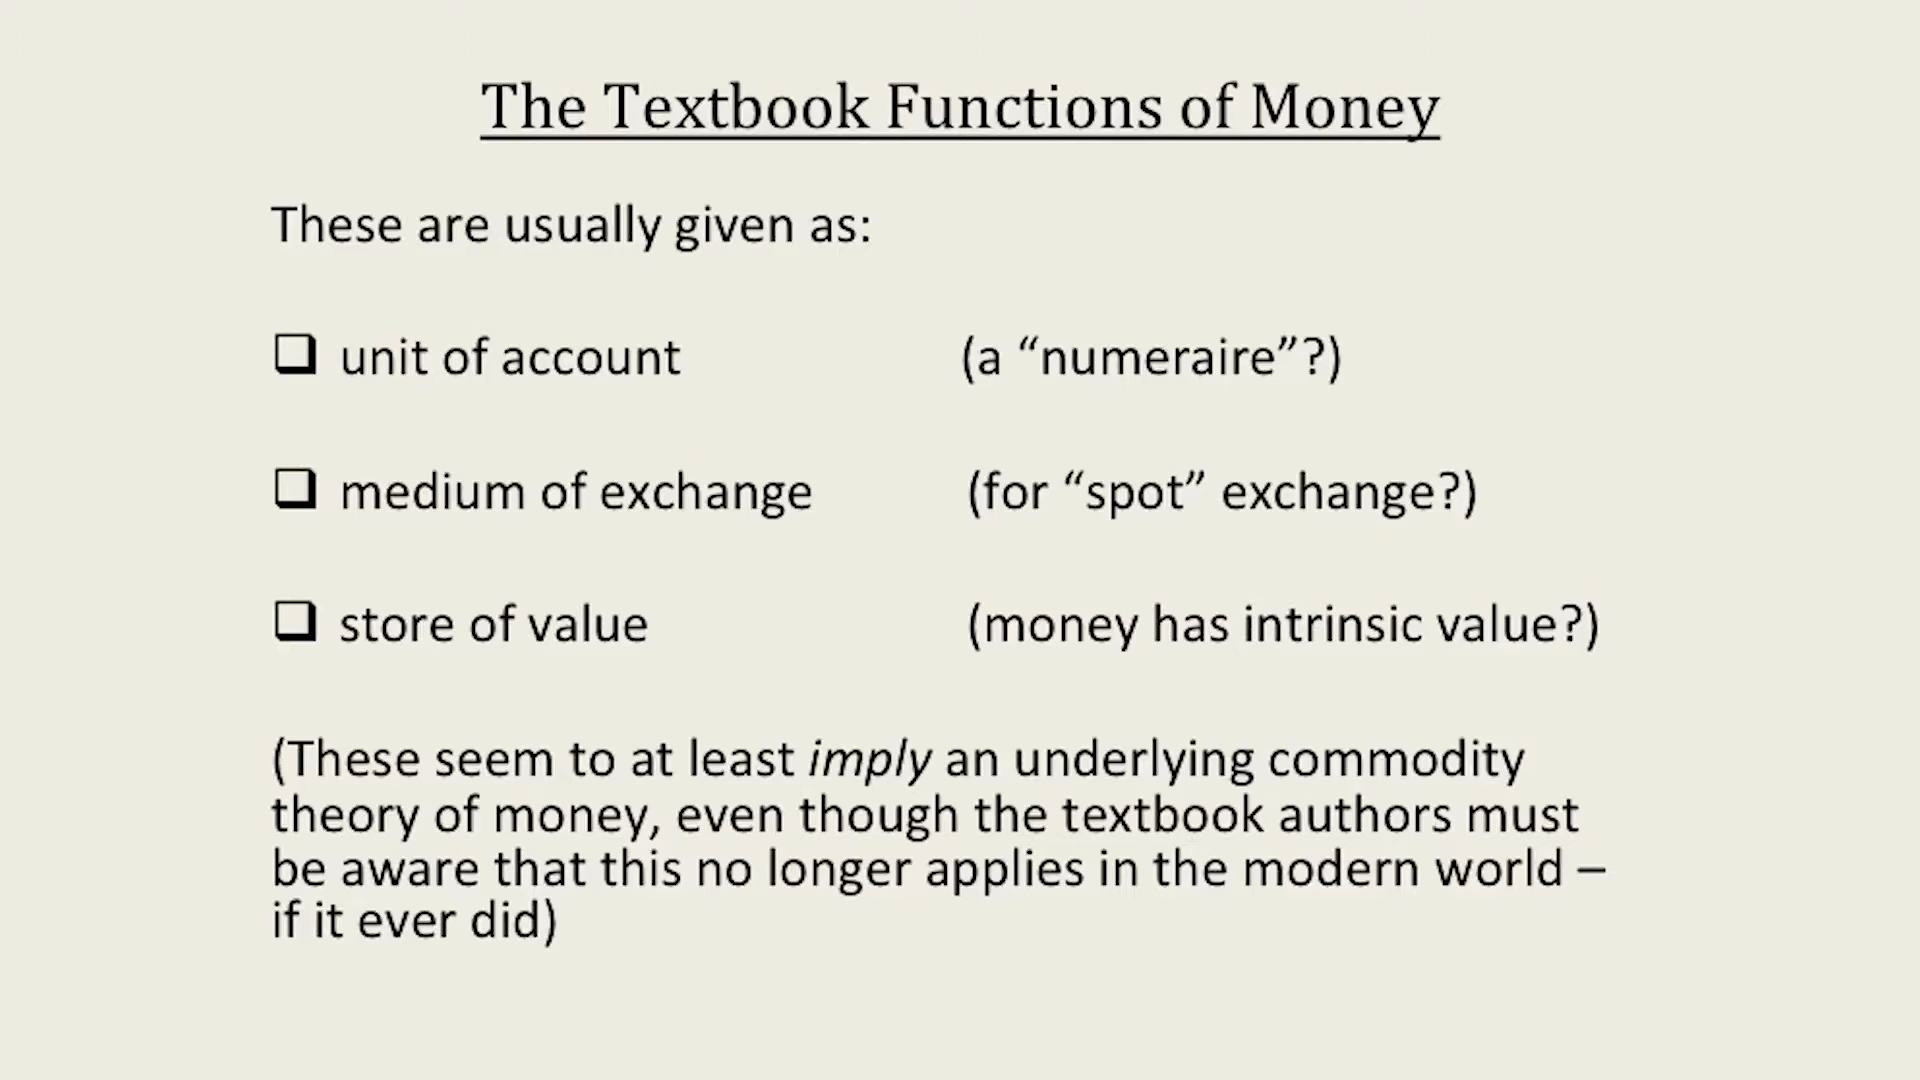 The Textbook Functions of Money
These are usually given as:
❑ unit of account (a “numeraire”?)
❑ medium of exchange (for “spot” exchange?)
❑ store of value (money has intrinsic value?)
(These seem to at least imply an underlying commodity
theory of money, even though the textbook authors must
be aware that this no longer applies in the modern world –
if it ever did)